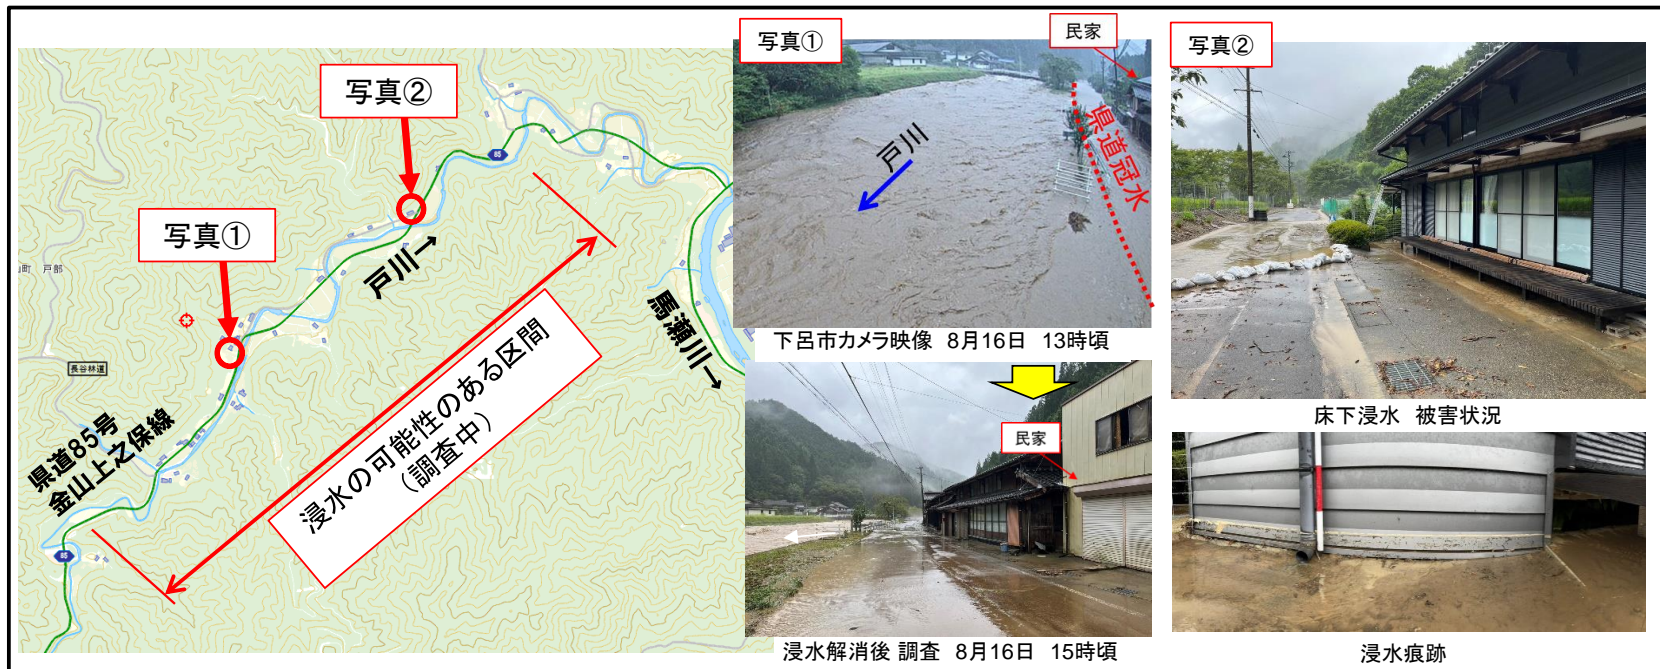 写真②
写真①
85
戸川→
馬瀬川→
山町 戸部
長谷林道
県道85号
金山上之保線
浸水の可能性のある区間
（調査中）
85
写真①
民家
戸川
県道冠水
下呂市カメラ映像 8月16日 13時頃
民家
浸水解消後 調査 8月16日 15時頃
写真②
床下浸水 被害状況
浸水痕跡